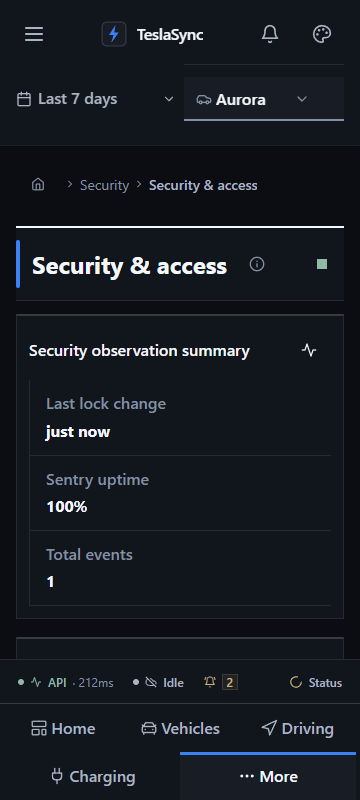 TeslaSync
Last 7 days
Aurora
Security
Security & access
Security & access
Security observation summary
Last lock change
just now
Sentry uptime
100%
Total events
1
API · 212ms
Idle
2
Status
Home
Vehicles
Driving
Charging
More